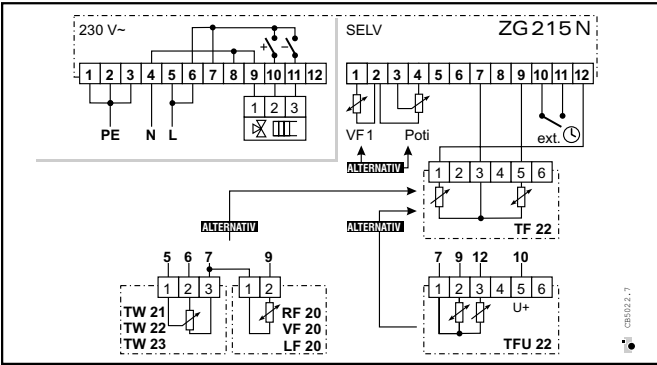 230 V~
SELV
ZG 215 N
+ −
1 2 3 4 5 6 7 8 9 10 11 12
1 2 3 4 5 6 7 8 9 10 11 12
1 2 3
PE N L
VF 1
Poti
ext.
ALTERNATIV
1 2 3 4 5 6
TF 22
ALTERNATIV
ALTERNATIV
5 6 7 9
1 2 3
1 2
TW 21
TW 22
TW 23
RF 20
VF 20
LF 20
7 9 12 10
1 2 3 4 5 6
U+
TFU 22
CB5022.7